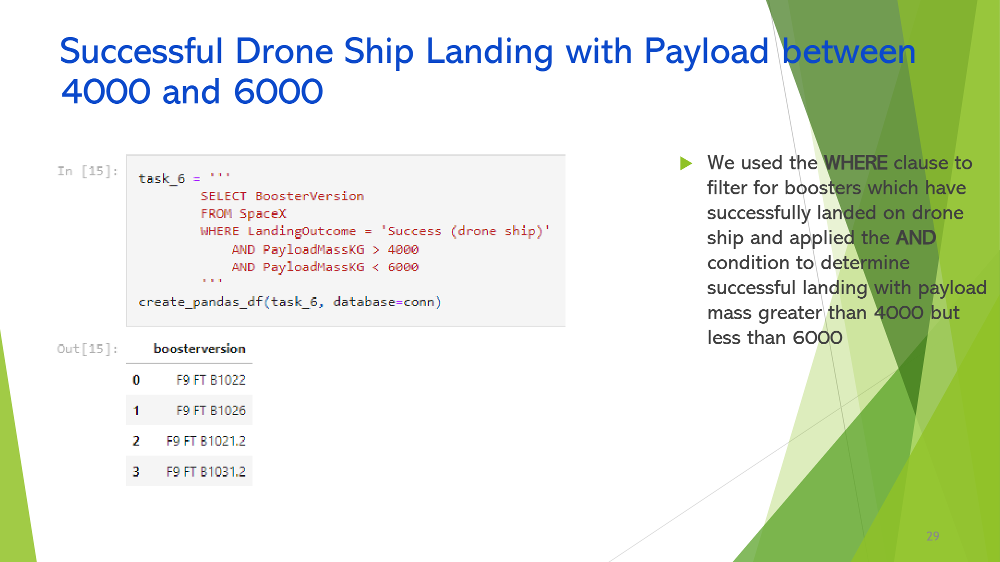 Successful Drone Ship Landing with Payload between
4000 and 6000
In [15]:
task_6 = '''
SELECT BoosterVersion
FROM SpaceX
WHERE LandingOutcome = 'Success (drone ship)'
AND PayloadMassKG > 4000
AND PayloadMassKG < 6000
'''
create_pandas_df(task_6, database=conn)
Out[15]:
boosterversion
0 F9 FT B1022
1 F9 FT B1026
2 F9 FT B1021.2
3 F9 FT B1031.2
We used the WHERE clause to
filter for boosters which have
successfully landed on drone
ship and applied the AND
condition to determine
successful landing with payload
mass greater than 4000 but
less than 6000
29